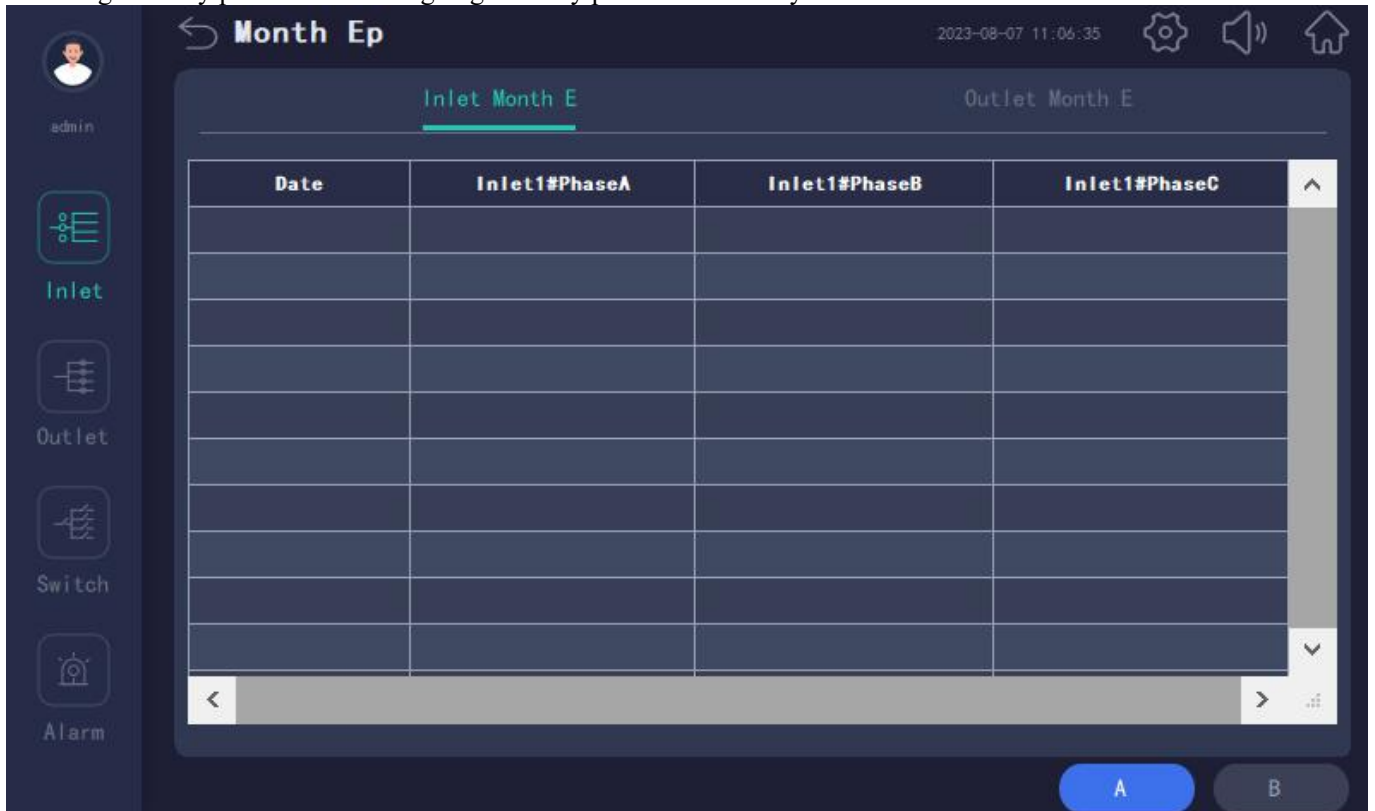 Month Ep
2023-08-07 11:06:35
admin
Inlet Month E
Outlet Month E
Date
Inlet1#PhaseA
Inlet1#PhaseB
Inlet1#PhaseC
Inlet
Outlet
Switch
Alarm
A
B